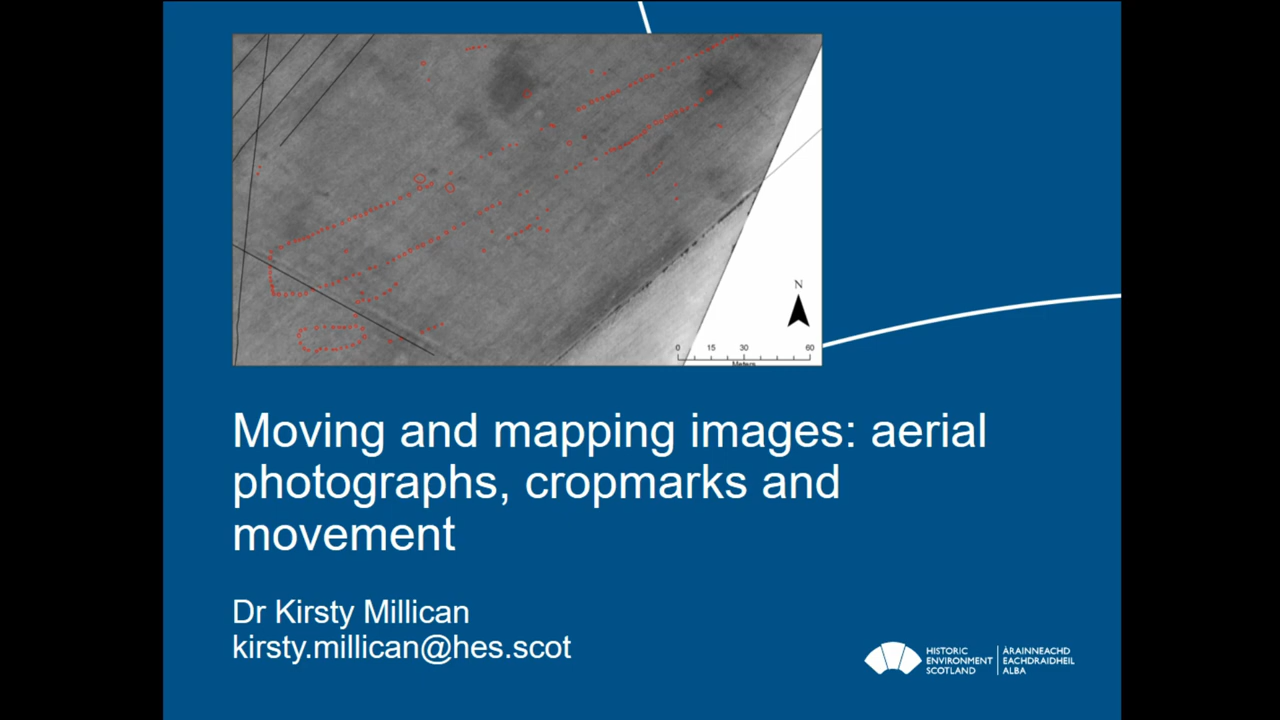 N
0 15 30 60
Meters
Moving and mapping images: aerial
photographs, cropmarks and
movement
Dr Kirsty Millican
kirsty.millican@hes.scot
HISTORIC
ENVIRONMENT
SCOTLAND
ÀRAINNEACHD
EACHDRAIDHEIL
ALBA